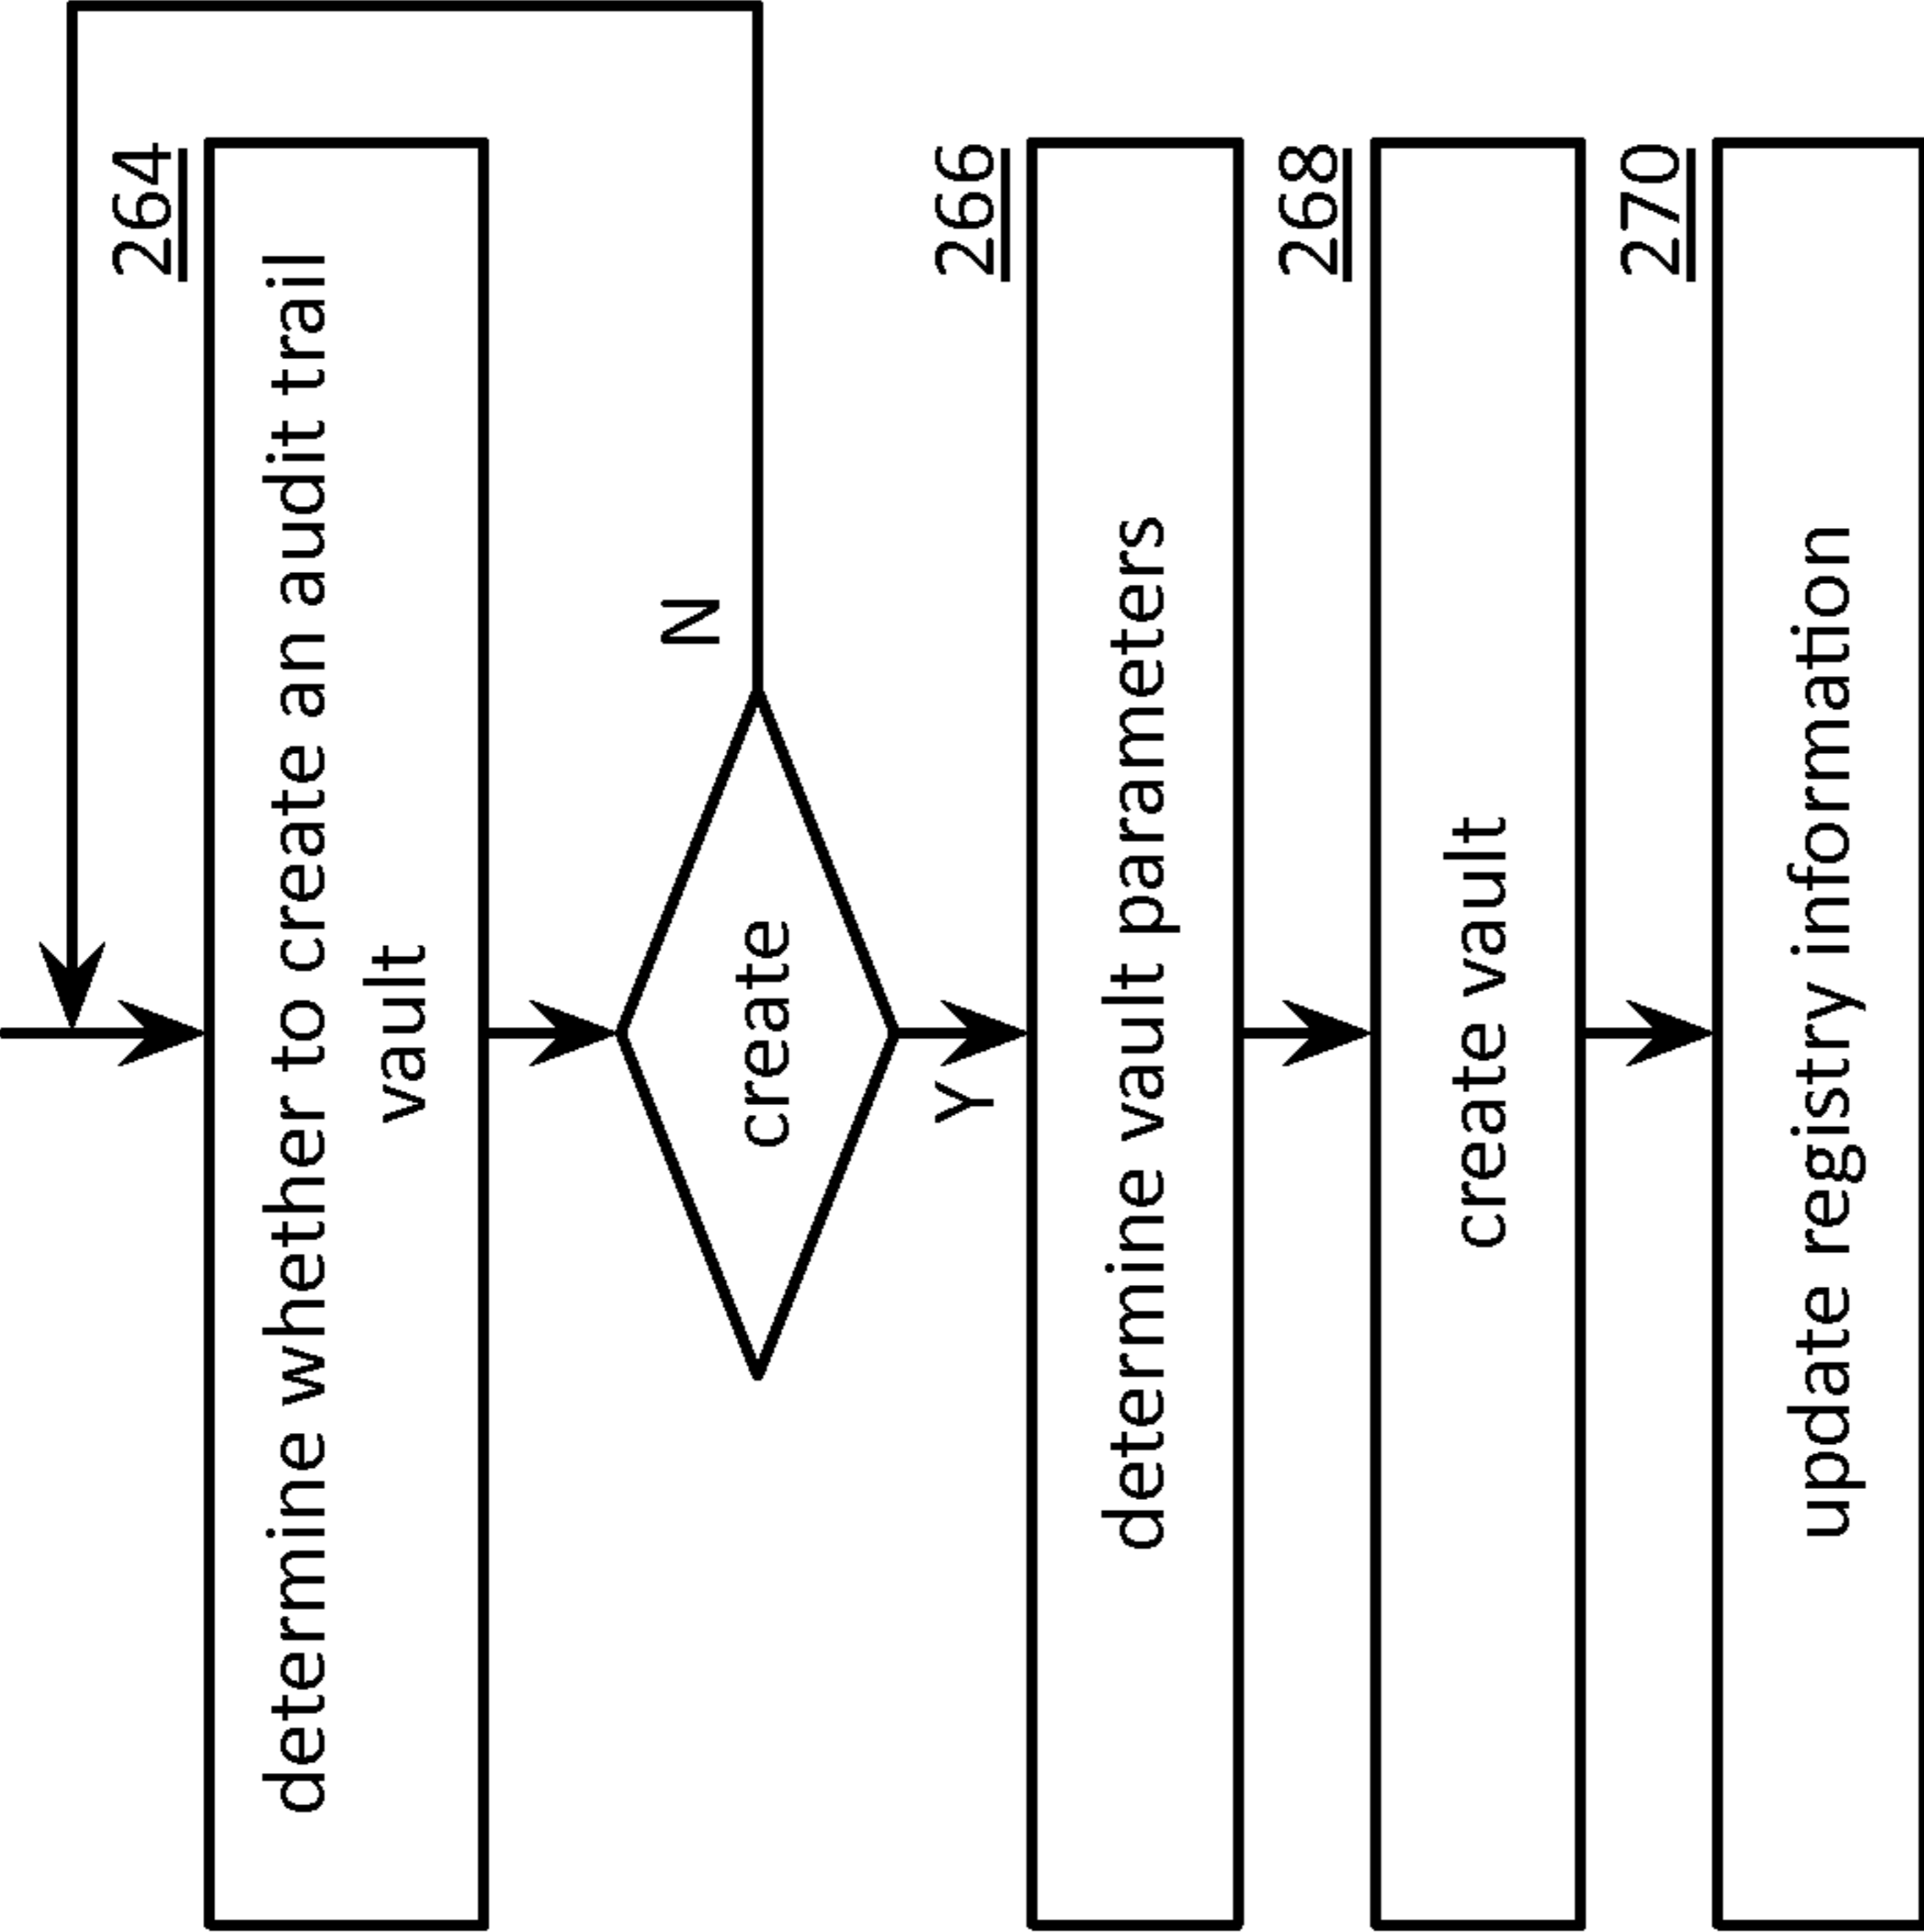 264
determine whether to create an audit trail
vault
create
N
Y
266
determine vault parameters
268
create vault
270
update registry information